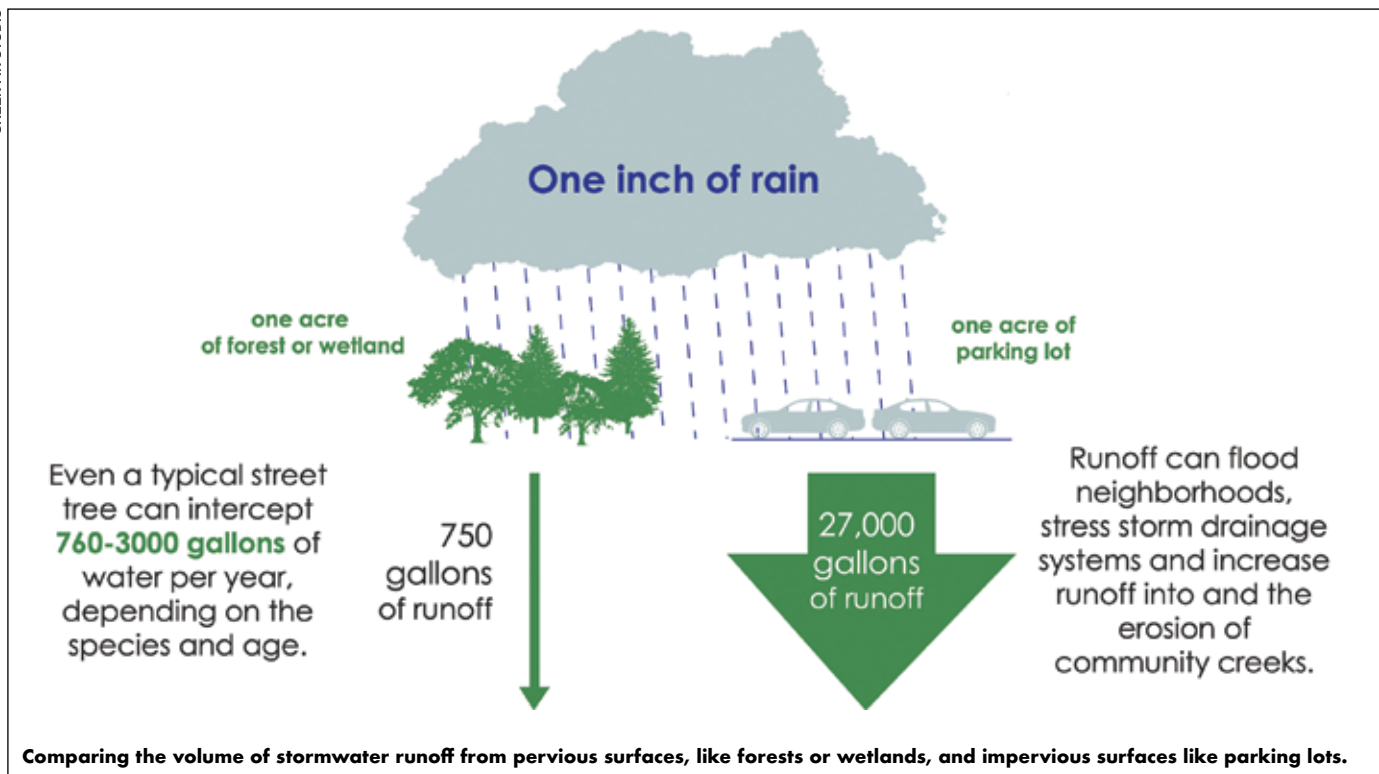 One inch of rain
one acre
of forest or wetland
one acre of
parking lot
Even a typical street
tree can intercept
760-3000 gallons of
water per year,
depending on the
species and age.
750
gallons
of runoff
27,000
gallons
of runoff
Runoff can flood
neighborhoods,
stress storm drainage
systems and increase
runoff into and the
erosion of
community creeks.
Comparing the volume of stormwater runoff from pervious surfaces, like forests or wetlands, and impervious surfaces like parking lots.